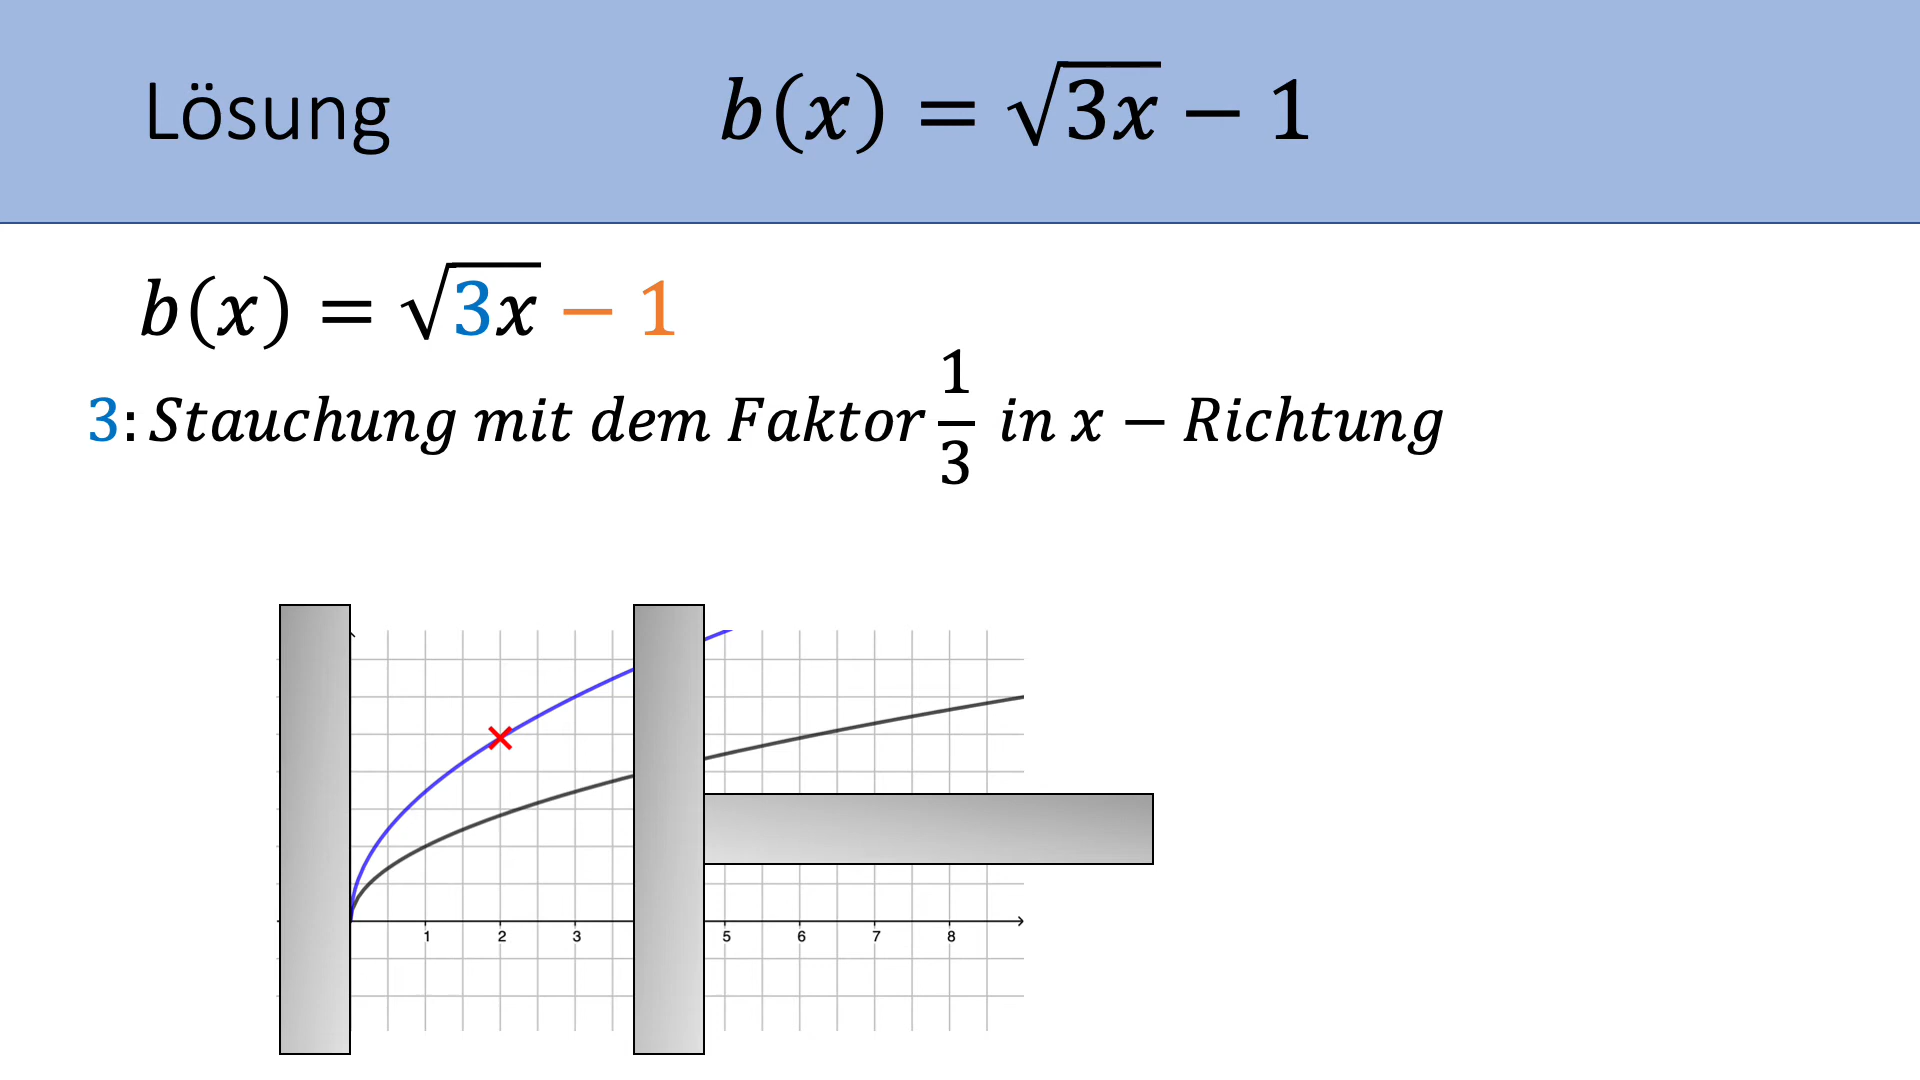 Lösung b(x) = √3x − 1
b(x) = √3x − 1
3: Stauchung mit dem Faktor 1/3 in x − Richtung
1 2 3 5 6 7 8